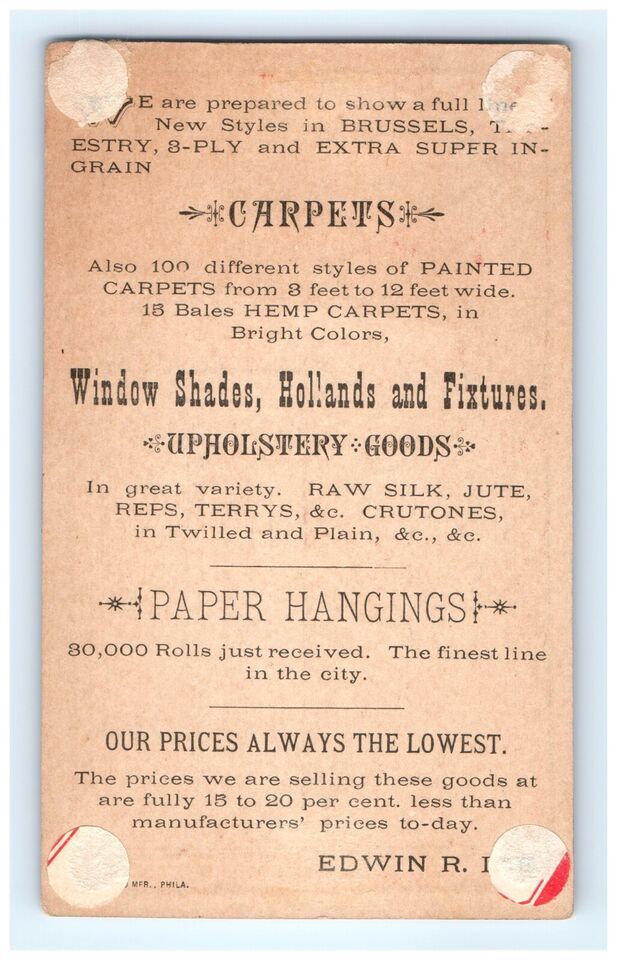 WE are prepared to show a full line
New Styles in BRUSSELS, TAP-
ESTRY, 3-PLY and EXTRA SUPER IN-
GRAIN
CARPETS
Also 100 different styles of PAINTED
CARPETS from 3 feet to 12 feet wide.
15 Bales HEMP CARPETS, in
Bright Colors,
Window Shades, Hollands and Fixtures.
UPHOLSTERY GOODS
In great variety. RAW SILK, JUTE,
REPS, TERRYS, &c. CRUTONES,
in Twilled and Plain, &c., &c.
PAPER HANGINGS
30,000 Rolls just received. The finest line
in the city.
OUR PRICES ALWAYS THE LOWEST.
The prices we are selling these goods at
are fully 15 to 20 per cent. less than
manufacturers' prices to-day.
EDWIN R.
MFR., PHILA.